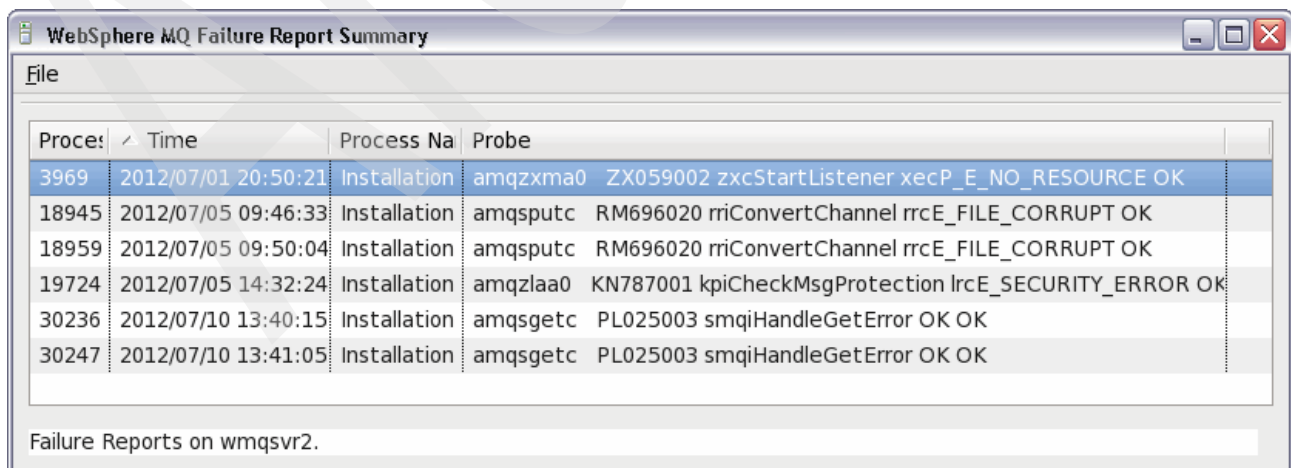 WebSphere MQ Failure Report Summary
File
Proces Time Process Na Probe
3969 2012/07/01 20:50:21 Installation amqzxma0 ZX059002 zxcStartListener xecP_E_NO_RESOURCE OK
18945 2012/07/05 09:46:33 Installation amqsputc RM696020 rriConvertChannel rrcE_FILE_CORRUPT OK
18959 2012/07/05 09:50:04 Installation amqsputc RM696020 rriConvertChannel rrcE_FILE_CORRUPT OK
19724 2012/07/05 14:32:24 Installation amqzlaa0 KN787001 kpiCheckMsgProtection lrcE_SECURITY_ERROR OK
30236 2012/07/10 13:40:15 Installation amqsgetc PL025003 smqiHandleGetError OK OK
30247 2012/07/10 13:41:05 Installation amqsgetc PL025003 smqiHandleGetError OK OK
Failure Reports on wmqsvr2.